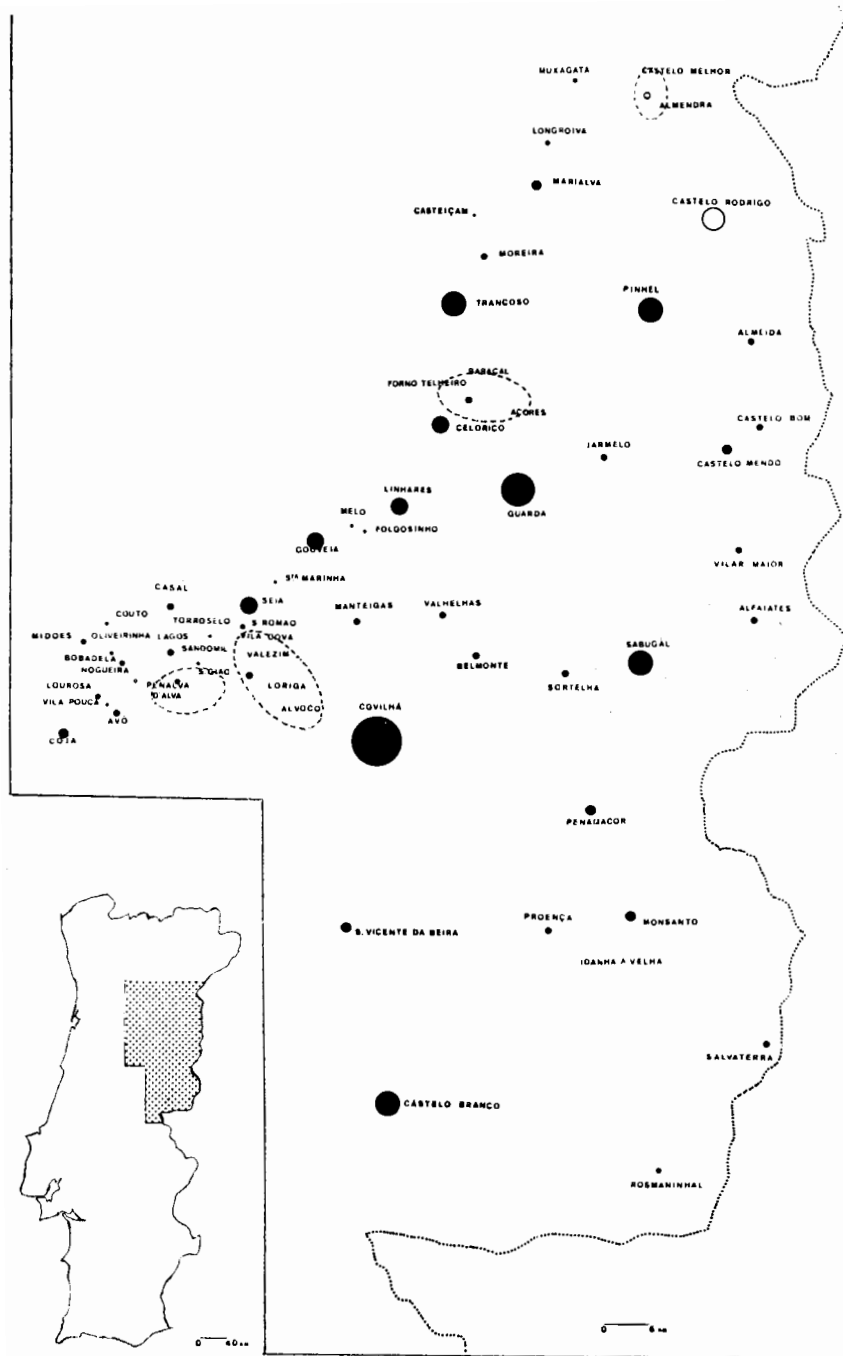 MUXAGATA
CASTELO MELHOR
ALMENDRA
LONGROIVA
MARIALVA
CASTEIÇAM
CASTELO RODRIGO
MOREIRA
TRANCOSO
PINHEL
ALMEIDA
BARAÇAL
FORNO TELHEIRO
AÇORES
CELORICO
CASTELO BOM
JARMELO
CASTELO MENDO
LINHARES
GUARDA
MELO
FOLGOSINHO
GOUVEIA
VILAR MAIOR
STA MARINHA
CASAL
SEIA
MANTEIGAS
VALHELHAS
ALFAIATES
COUTO
TORROSELO
S. ROMAO
MIDOES
OLIVEIRINHA
LAGOS
VILA COVA
SANDOMIL
VALEZIM
BOBADELA
SABUGAL
NOGUEIRA
S. GIAO
BELMONTE
SORTELHA
LOUROSA
PENALVA
D'ALVA
LORIGA
VILA POUCA
ALVOCO
COVILHÃ
AVÔ
COJA
PENAMACOR
PROENÇA
MONSANTO
S. VICENTE DA BEIRA
IDANHA A VELHA
SALVATERRA
CASTELO BRANCO
ROSMANINHAL
0 40 KM
0 6 KM